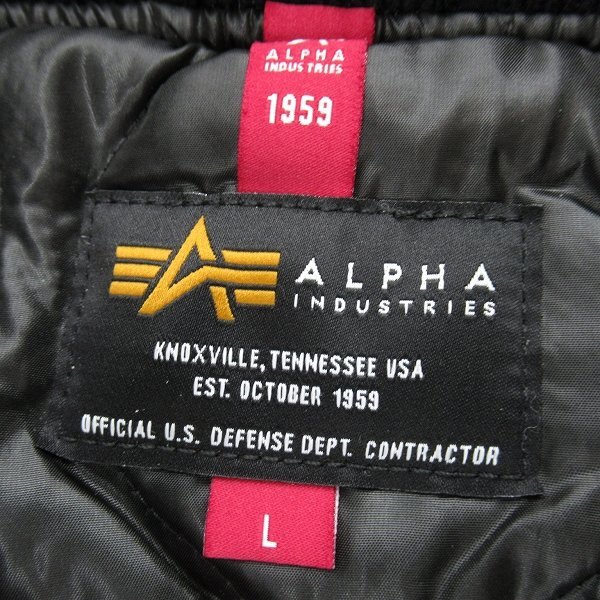 ALPHA
INDUSTRIES
1959
ALPHA
INDUSTRIES
KNOXVILLE, TENNESSEE USA
EST. OCTOBER 1959
OFFICIAL U.S. DEFENSE DEPT. CONTRACTOR
L